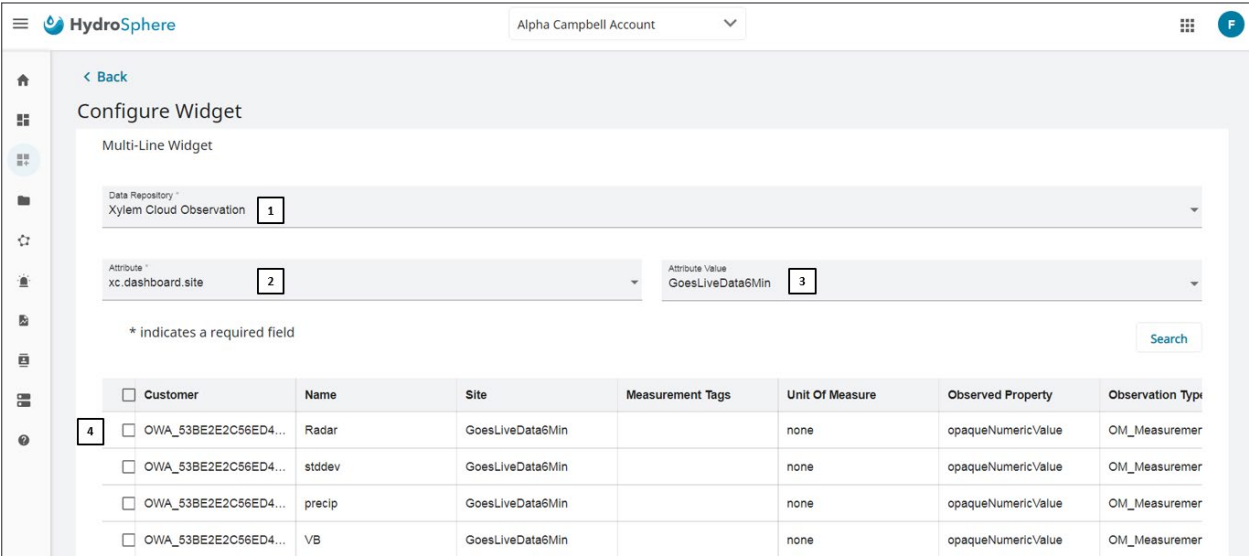 HydroSphere Alpha Campbell Account F
< Back
Configure Widget
Multi-Line Widget
Data Repository *
Xylem Cloud Observation 1
Attribute * Attribute Value
xc.dashboard.site 2 GoesLiveData6Min 3
* indicates a required field Search
Customer Name Site Measurement Tags Unit Of Measure Observed Property Observation Type
4 OWA_53BE2E2C56ED4... Radar GoesLiveData6Min none opaqueNumericValue OM_Measuremer
OWA_53BE2E2C56ED4... stddev GoesLiveData6Min none opaqueNumericValue OM_Measuremer
OWA_53BE2E2C56ED4... precip GoesLiveData6Min none opaqueNumericValue OM_Measuremer
OWA_53BE2E2C56ED4... VB GoesLiveData6Min none opaqueNumericValue OM_Measuremer